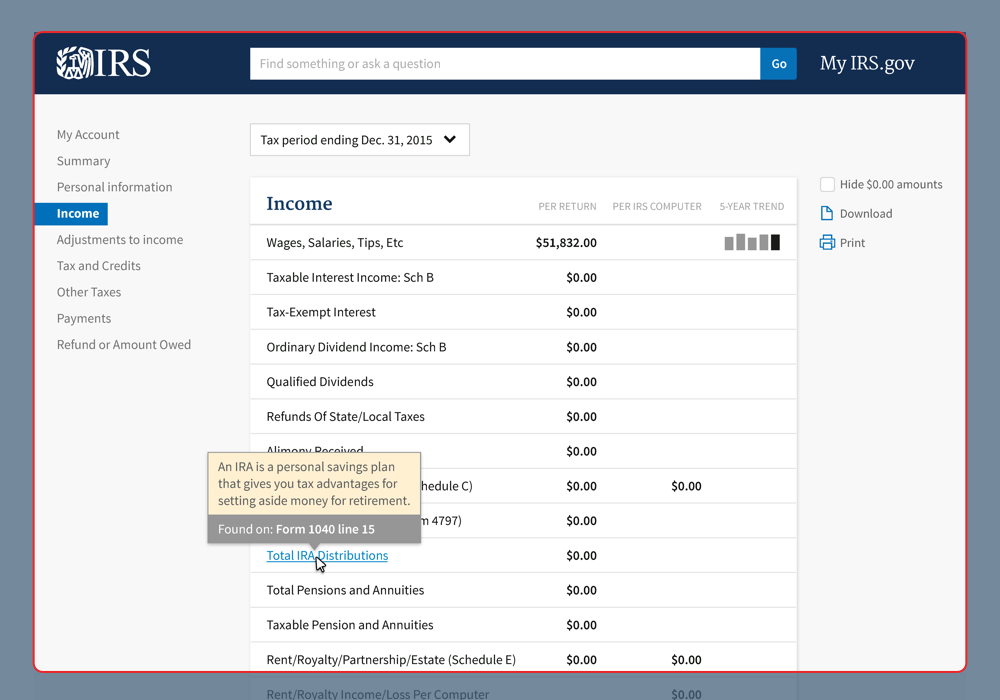 IRS
Find something or ask a question
Go
My IRS.gov
My Account
Summary
Personal information
Income
Adjustments to income
Tax and Credits
Other Taxes
Payments
Refund or Amount Owed
Tax period ending Dec. 31, 2015
Hide $0.00 amounts
Download
Print
Income PER RETURN PER IRS COMPUTER 5-YEAR TREND
Wages, Salaries, Tips, Etc $51,832.00
Taxable Interest Income: Sch B $0.00
Tax-Exempt Interest $0.00
Ordinary Dividend Income: Sch B $0.00
Qualified Dividends $0.00
Refunds Of State/Local Taxes $0.00
Alimony Received $0.00
hedule C) $0.00 $0.00
4797) $0.00
An IRA is a personal savings plan
that gives you tax advantages for
setting aside money for retirement.
Found on: Form 1040 line 15
Total IRA Distributions $0.00
Total Pensions and Annuities $0.00
Taxable Pension and Annuities $0.00
Rent/Royalty/Partnership/Estate (Schedule E) $0.00 $0.00
Rent/Royalty Income/Loss Per Computer $0.00